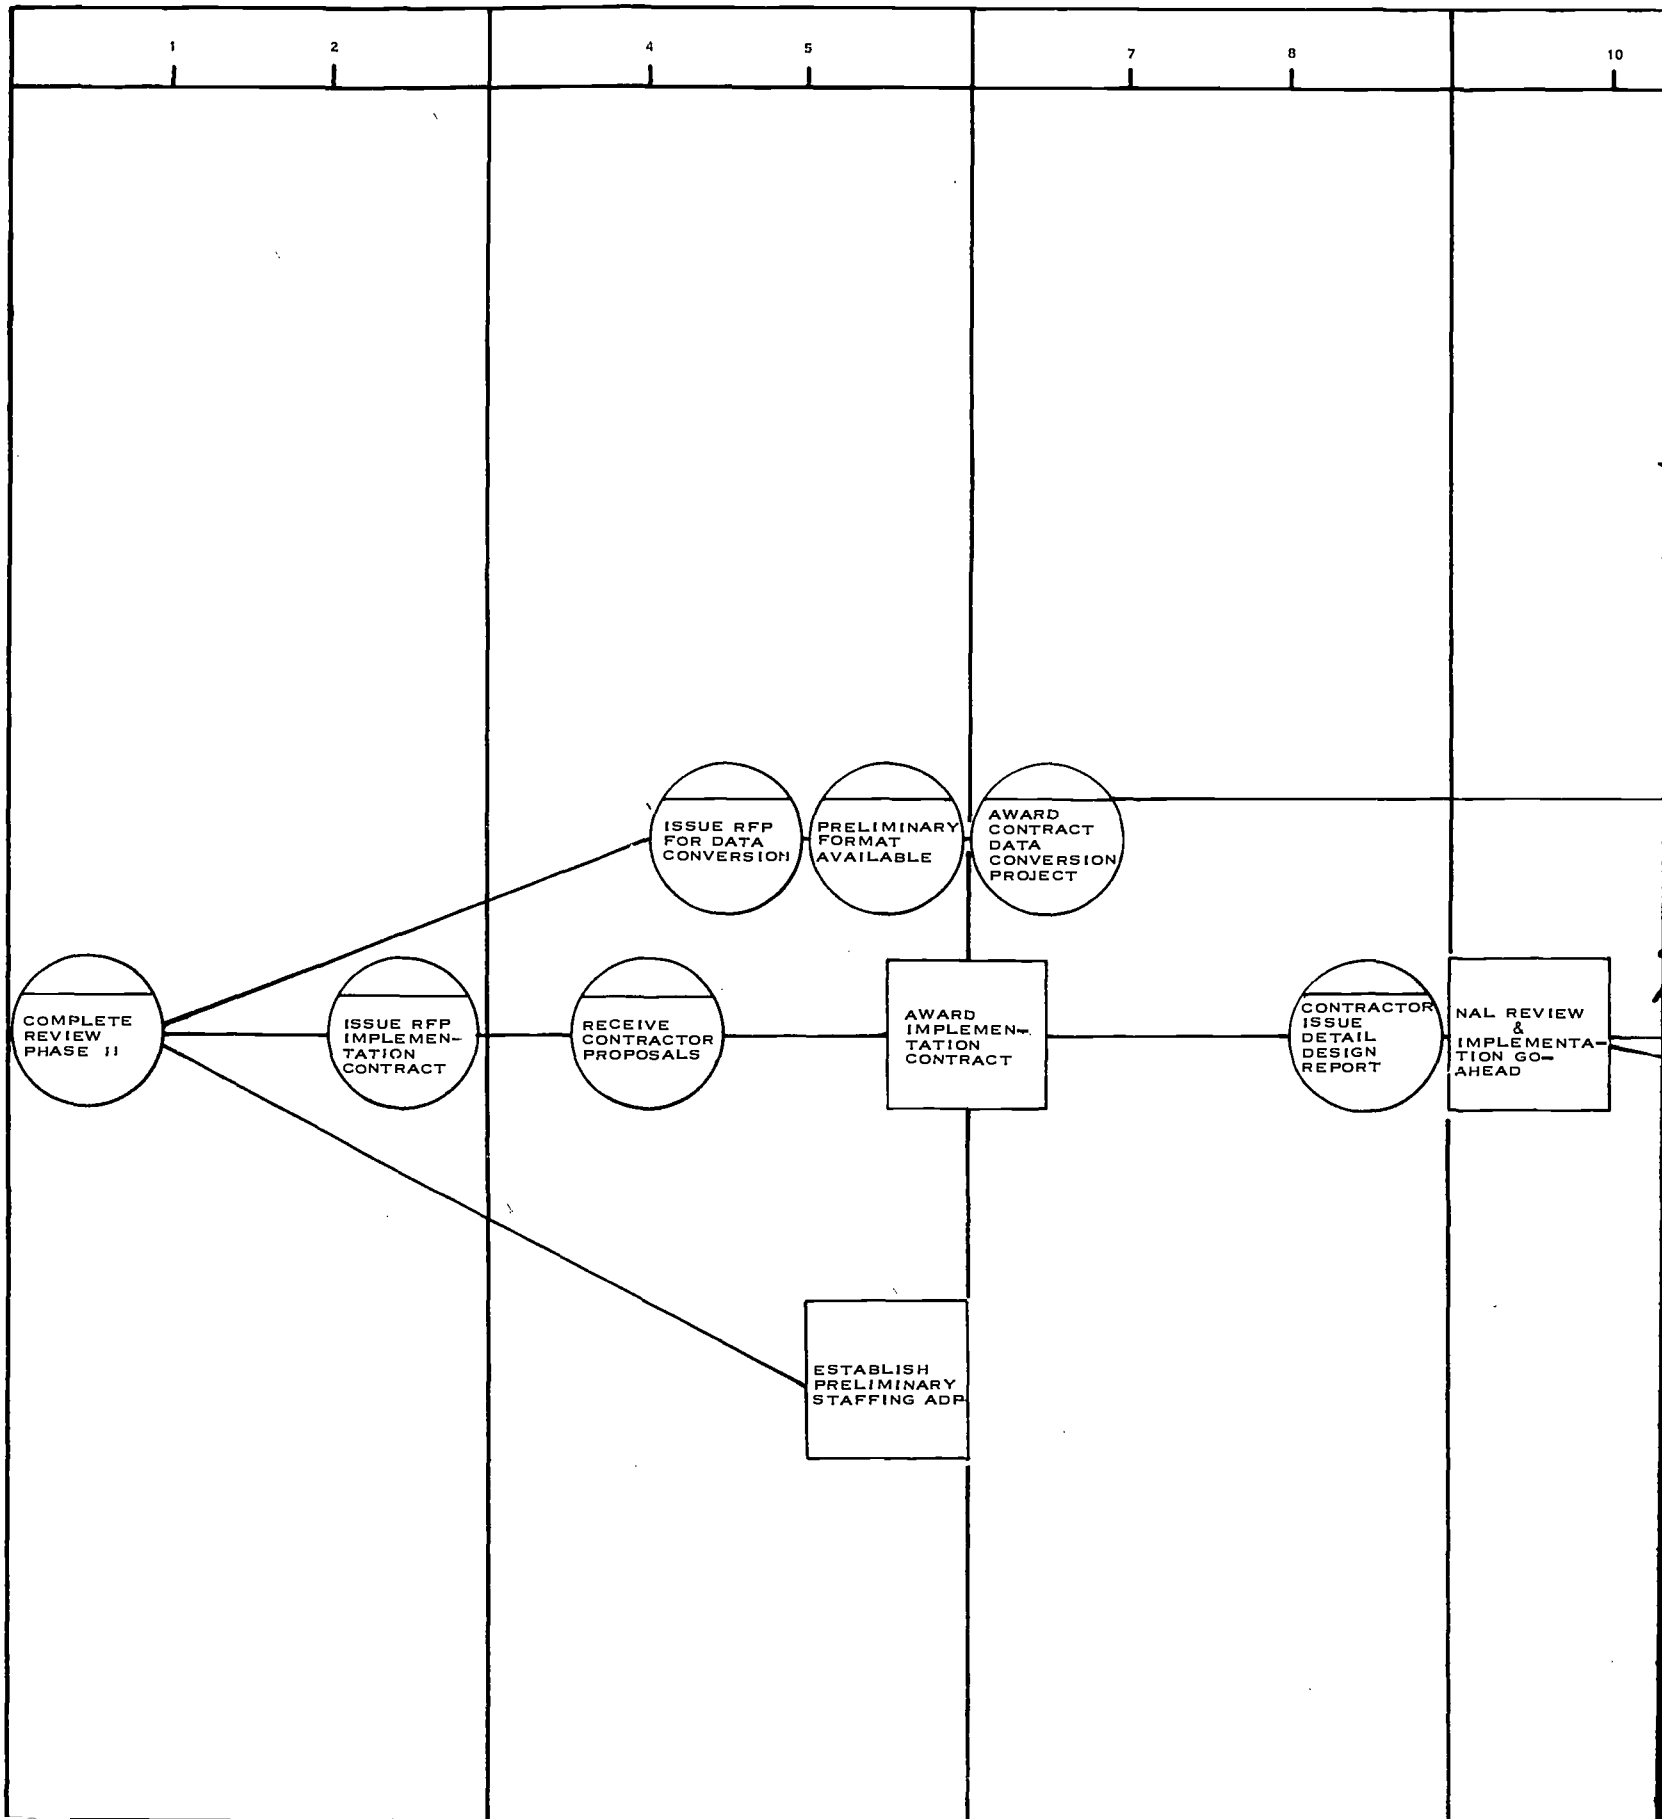 1
2
4
5
7
8
10
ISSUE RFP
FOR DATA
CONVERSION
PRELIMINARY
FORMAT
AVAILABLE
AWARD
CONTRACT
DATA
CONVERSION
PROJECT
COMPLETE
REVIEW
PHASE II
ISSUE RFP
IMPLEMEN-
TATION
CONTRACT
RECEIVE
CONTRACTOR
PROPOSALS
AWARD
IMPLEMEN-
TATION
CONTRACT
CONTRACTOR
ISSUE
DETAIL
DESIGN
REPORT
NAL REVIEW
&
IMPLEMENTA-
TION GO-
AHEAD
ESTABLISH
PRELIMINARY
STAFFING ADP